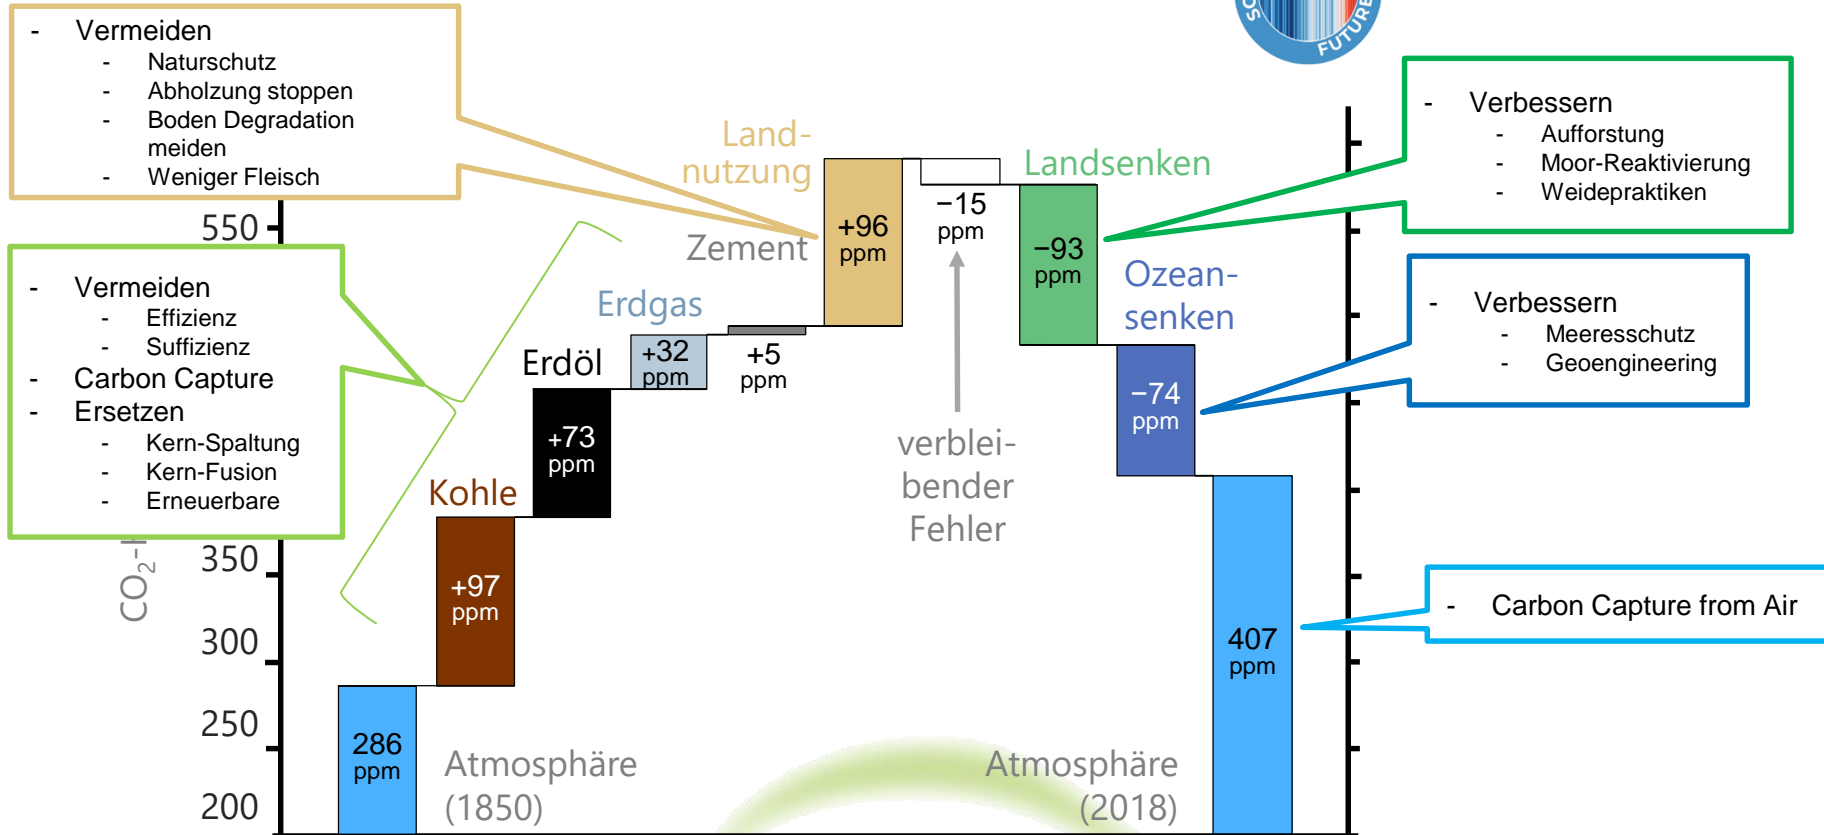 - Vermeiden
- Naturschutz
- Abholzung stoppen
- Boden Degradation
meiden
- Weniger Fleisch
- Vermeiden
- Effizienz
- Suffizienz
- Carbon Capture
- Ersetzen
- Kern-Spaltung
- Kern-Fusion
- Erneuerbare
550
350
300
250
200
286
ppm
Atmosphäre
(1850)
Kohle
+97
ppm
Erdöl
+73
ppm
Erdgas
+32
ppm
Zement
+5
ppm
Land-
nutzung
+96
ppm
−15
ppm
verblei-
bender
Fehler
Landsenken
−93
ppm
Ozean-
senken
−74
ppm
Atmosphäre
(2018)
407
ppm
FUTURE
- Verbessern
- Aufforstung
- Moor-Reaktivierung
- Weidepraktiken
- Verbessern
- Meeresschutz
- Geoengineering
- Carbon Capture from Air